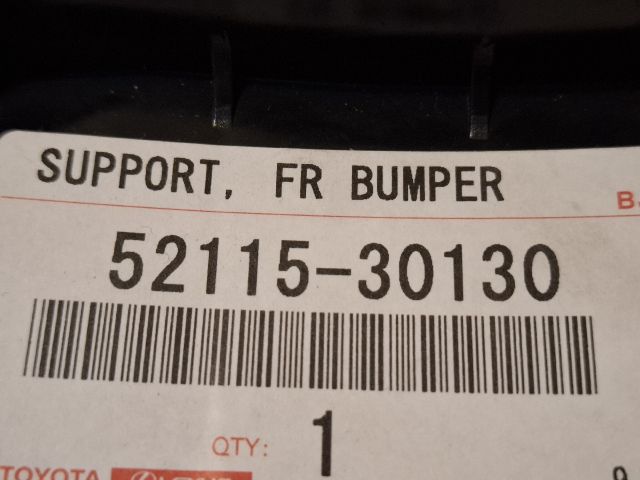 SUPPORT, FR BUMPER
52115-30130
QTY: 1
TOYOTA